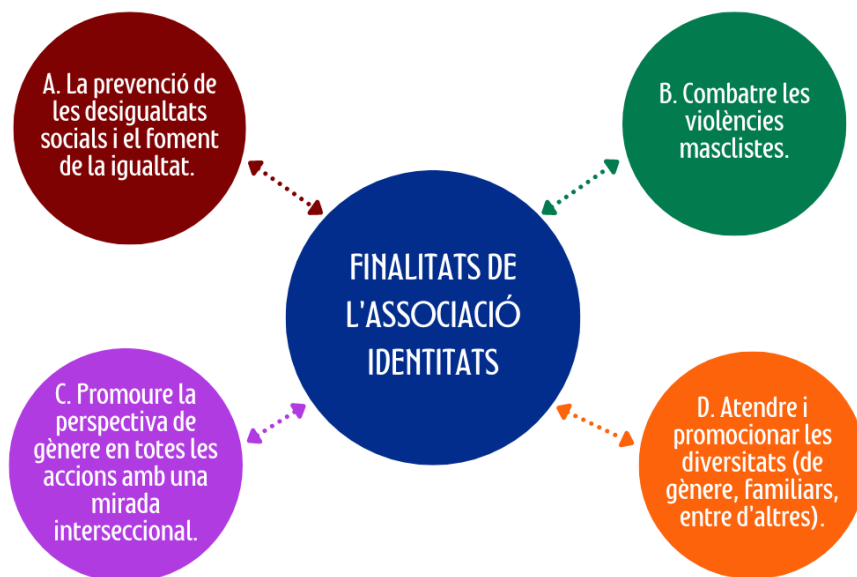 A. La prevenció de
les desigualtats
socials i el foment
de la igualtat.
B. Combatre les
violències
masclistes.
FINALITATS DE
L'ASSOCIACIÓ
IDENTITATS
C. Promoure la
perspectiva de
gènere en totes les
accions amb una
mirada
interseccional.
D. Atendre i
promocionar les
diversitats (de
gènere, familiars,
entre d'altres).